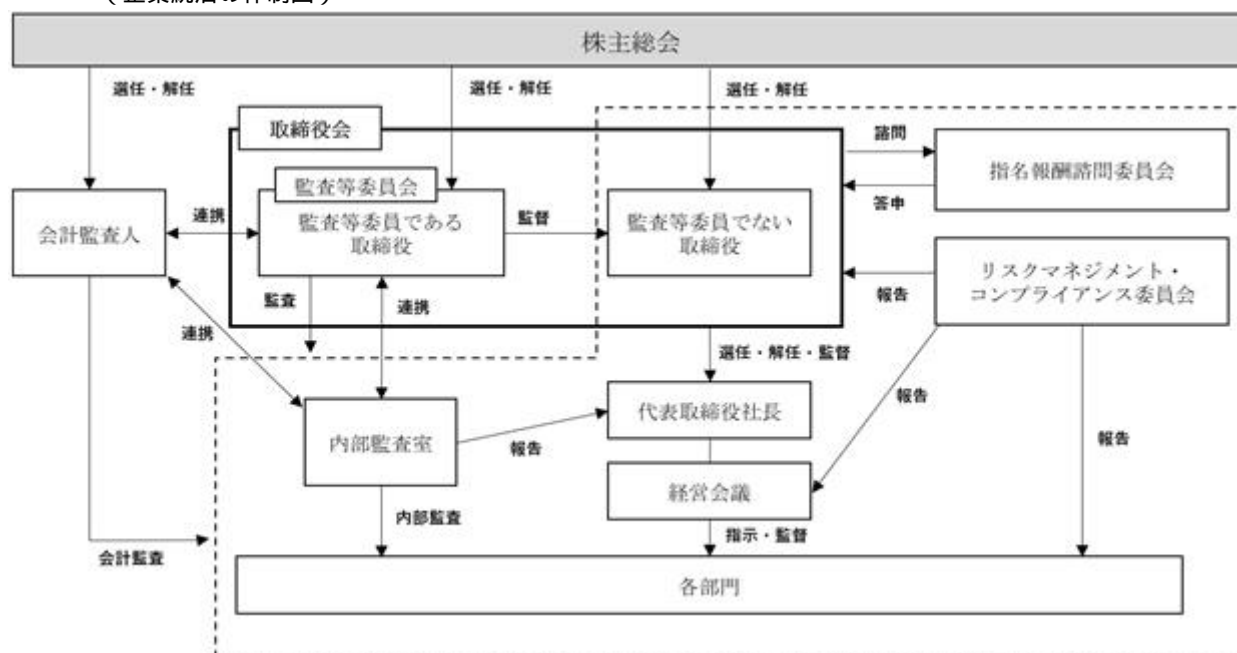 (企業統治の体制図)
株主総会
選任・解任
選任・解任
選任・解任
取締役会
諮問
指名報酬諮問委員会
答申
監査等委員会
会計監査人
連携
監査等委員である
取締役
監督
監査等委員でない
取締役
リスクマネジメント・
コンプライアンス委員会
報告
監査
連携
連携
選任・解任・監督
代表取締役社長
報告
内部監査室
報告
報告
経営会議
内部監査
指示・監督
会計監査
各部門